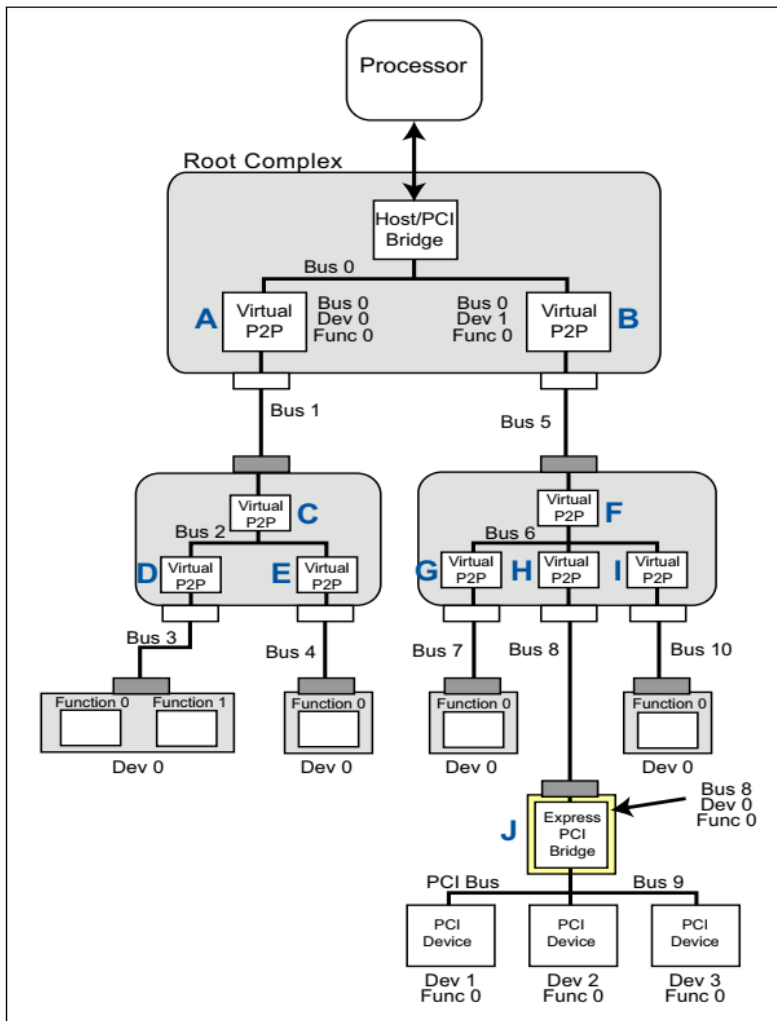 Processor
Root Complex
Host/PCI
Bridge
Bus 0
A
Virtual
P2P
Bus 0
Dev 0
Func 0
Bus 0
Dev 1
Func 0
Virtual
P2P
B
Bus 1
Bus 5
Virtual
P2P
C
Bus 2
D
Virtual
P2P
E
Virtual
P2P
Virtual
P2P
F
Bus 6
G
Virtual
P2P
H
Virtual
P2P
I
Virtual
P2P
Bus 3
Bus 4
Bus 7
Bus 8
Bus 10
Function 0
Function 1
Dev 0
Function 0
Dev 0
Function 0
Dev 0
Function 0
Dev 0
J
Express
PCI
Bridge
Bus 8
Dev 0
Func 0
PCI Bus
Bus 9
PCI
Device
Dev 1
Func 0
PCI
Device
Dev 2
Func 0
PCI
Device
Dev 3
Func 0